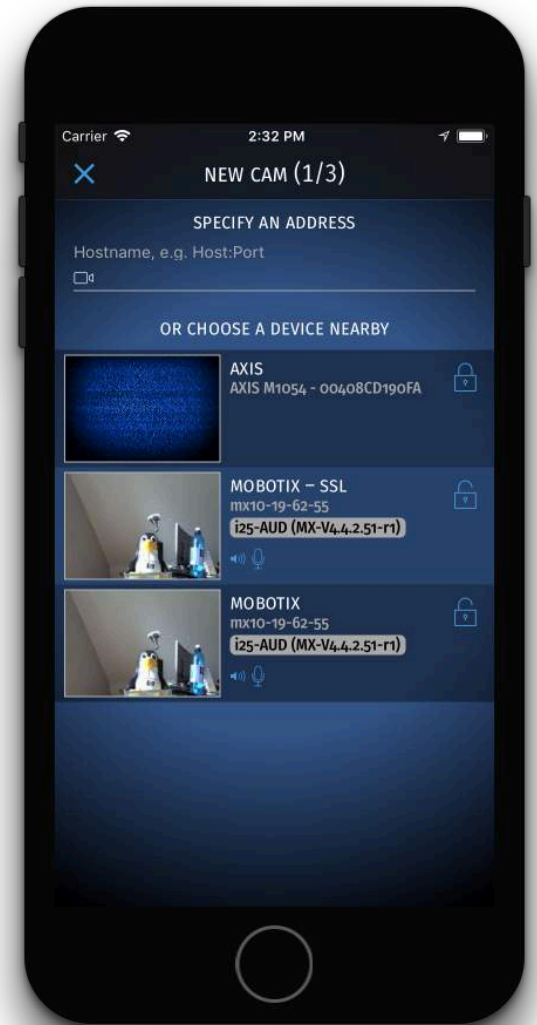 Carrier
2:32 PM
NEW CAM (1/3)
SPECIFY AN ADDRESS
Hostname, e.g. Host:Port
OR CHOOSE A DEVICE NEARBY
AXIS
AXIS M1054 - 00408CD190FA
MOBOTIX – SSL
mx10-19-62-55
i25-AUD (MX-V4.4.2.51-r1)
MOBOTIX
mx10-19-62-55
i25-AUD (MX-V4.4.2.51-r1)